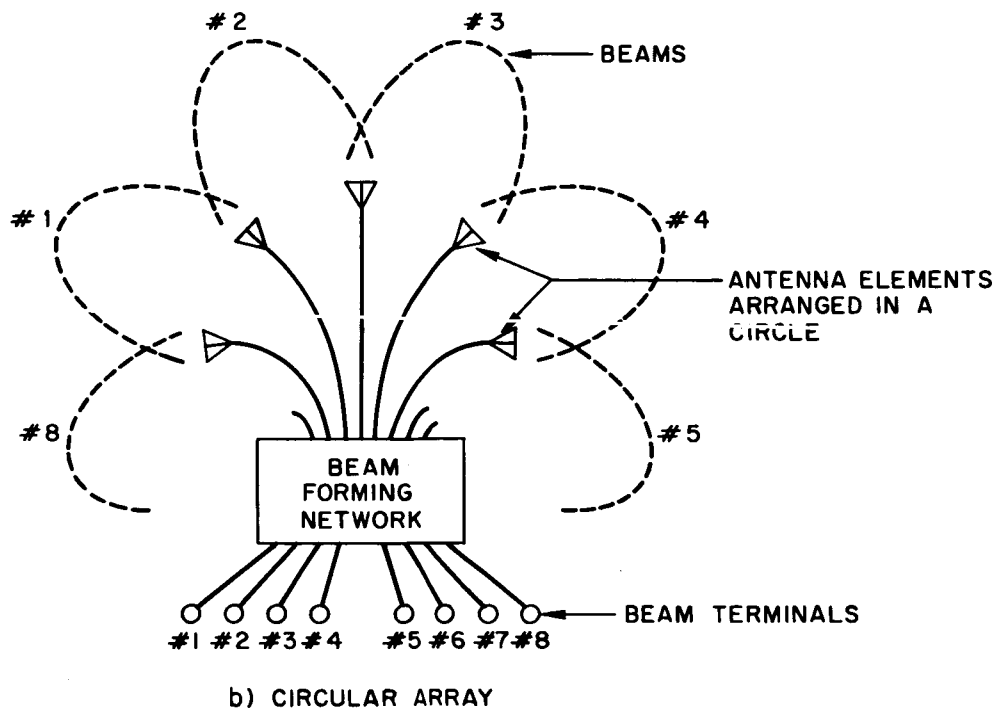 #2
#3
BEAMS
#1
#4
ANTENNA ELEMENTS
ARRANGED IN A
CIRCLE
#8
#5
BEAM
FORMING
NETWORK
BEAM TERMINALS
#1 #2 #3 #4 #5 #6 #7 #8
b) CIRCULAR ARRAY